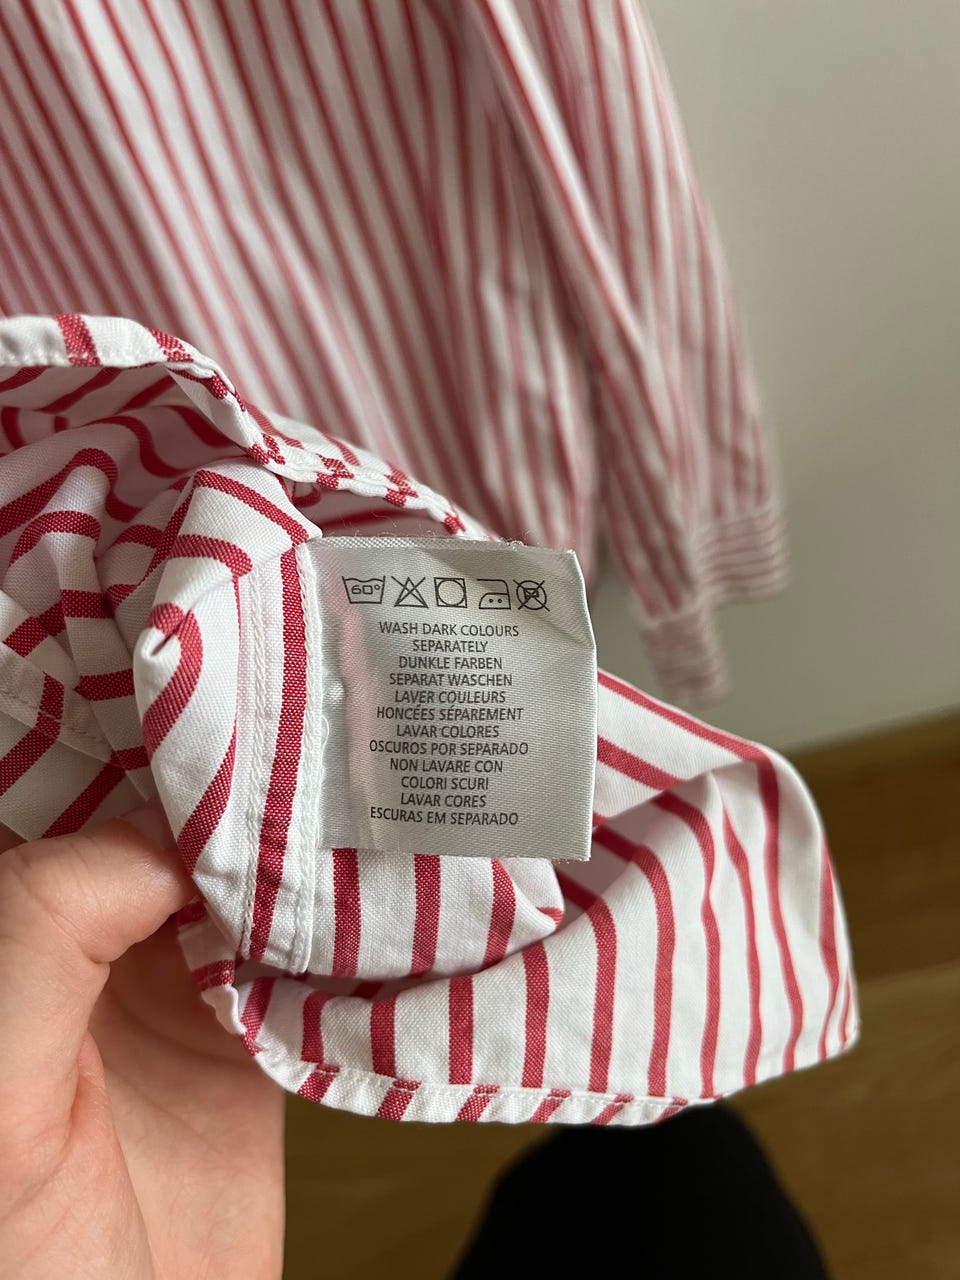 60°
WASH DARK COLOURS
SEPARATELY
DUNKLE FARBEN
SEPARAT WASCHEN
LAVER COULEURS
HONCÉES SÉPAREMENT
LAVAR COLORES
OSCUROS POR SEPARADO
NON LAVARE CON
COLORI SCURI
LAVAR CORES
ESCURAS EM SEPARADO